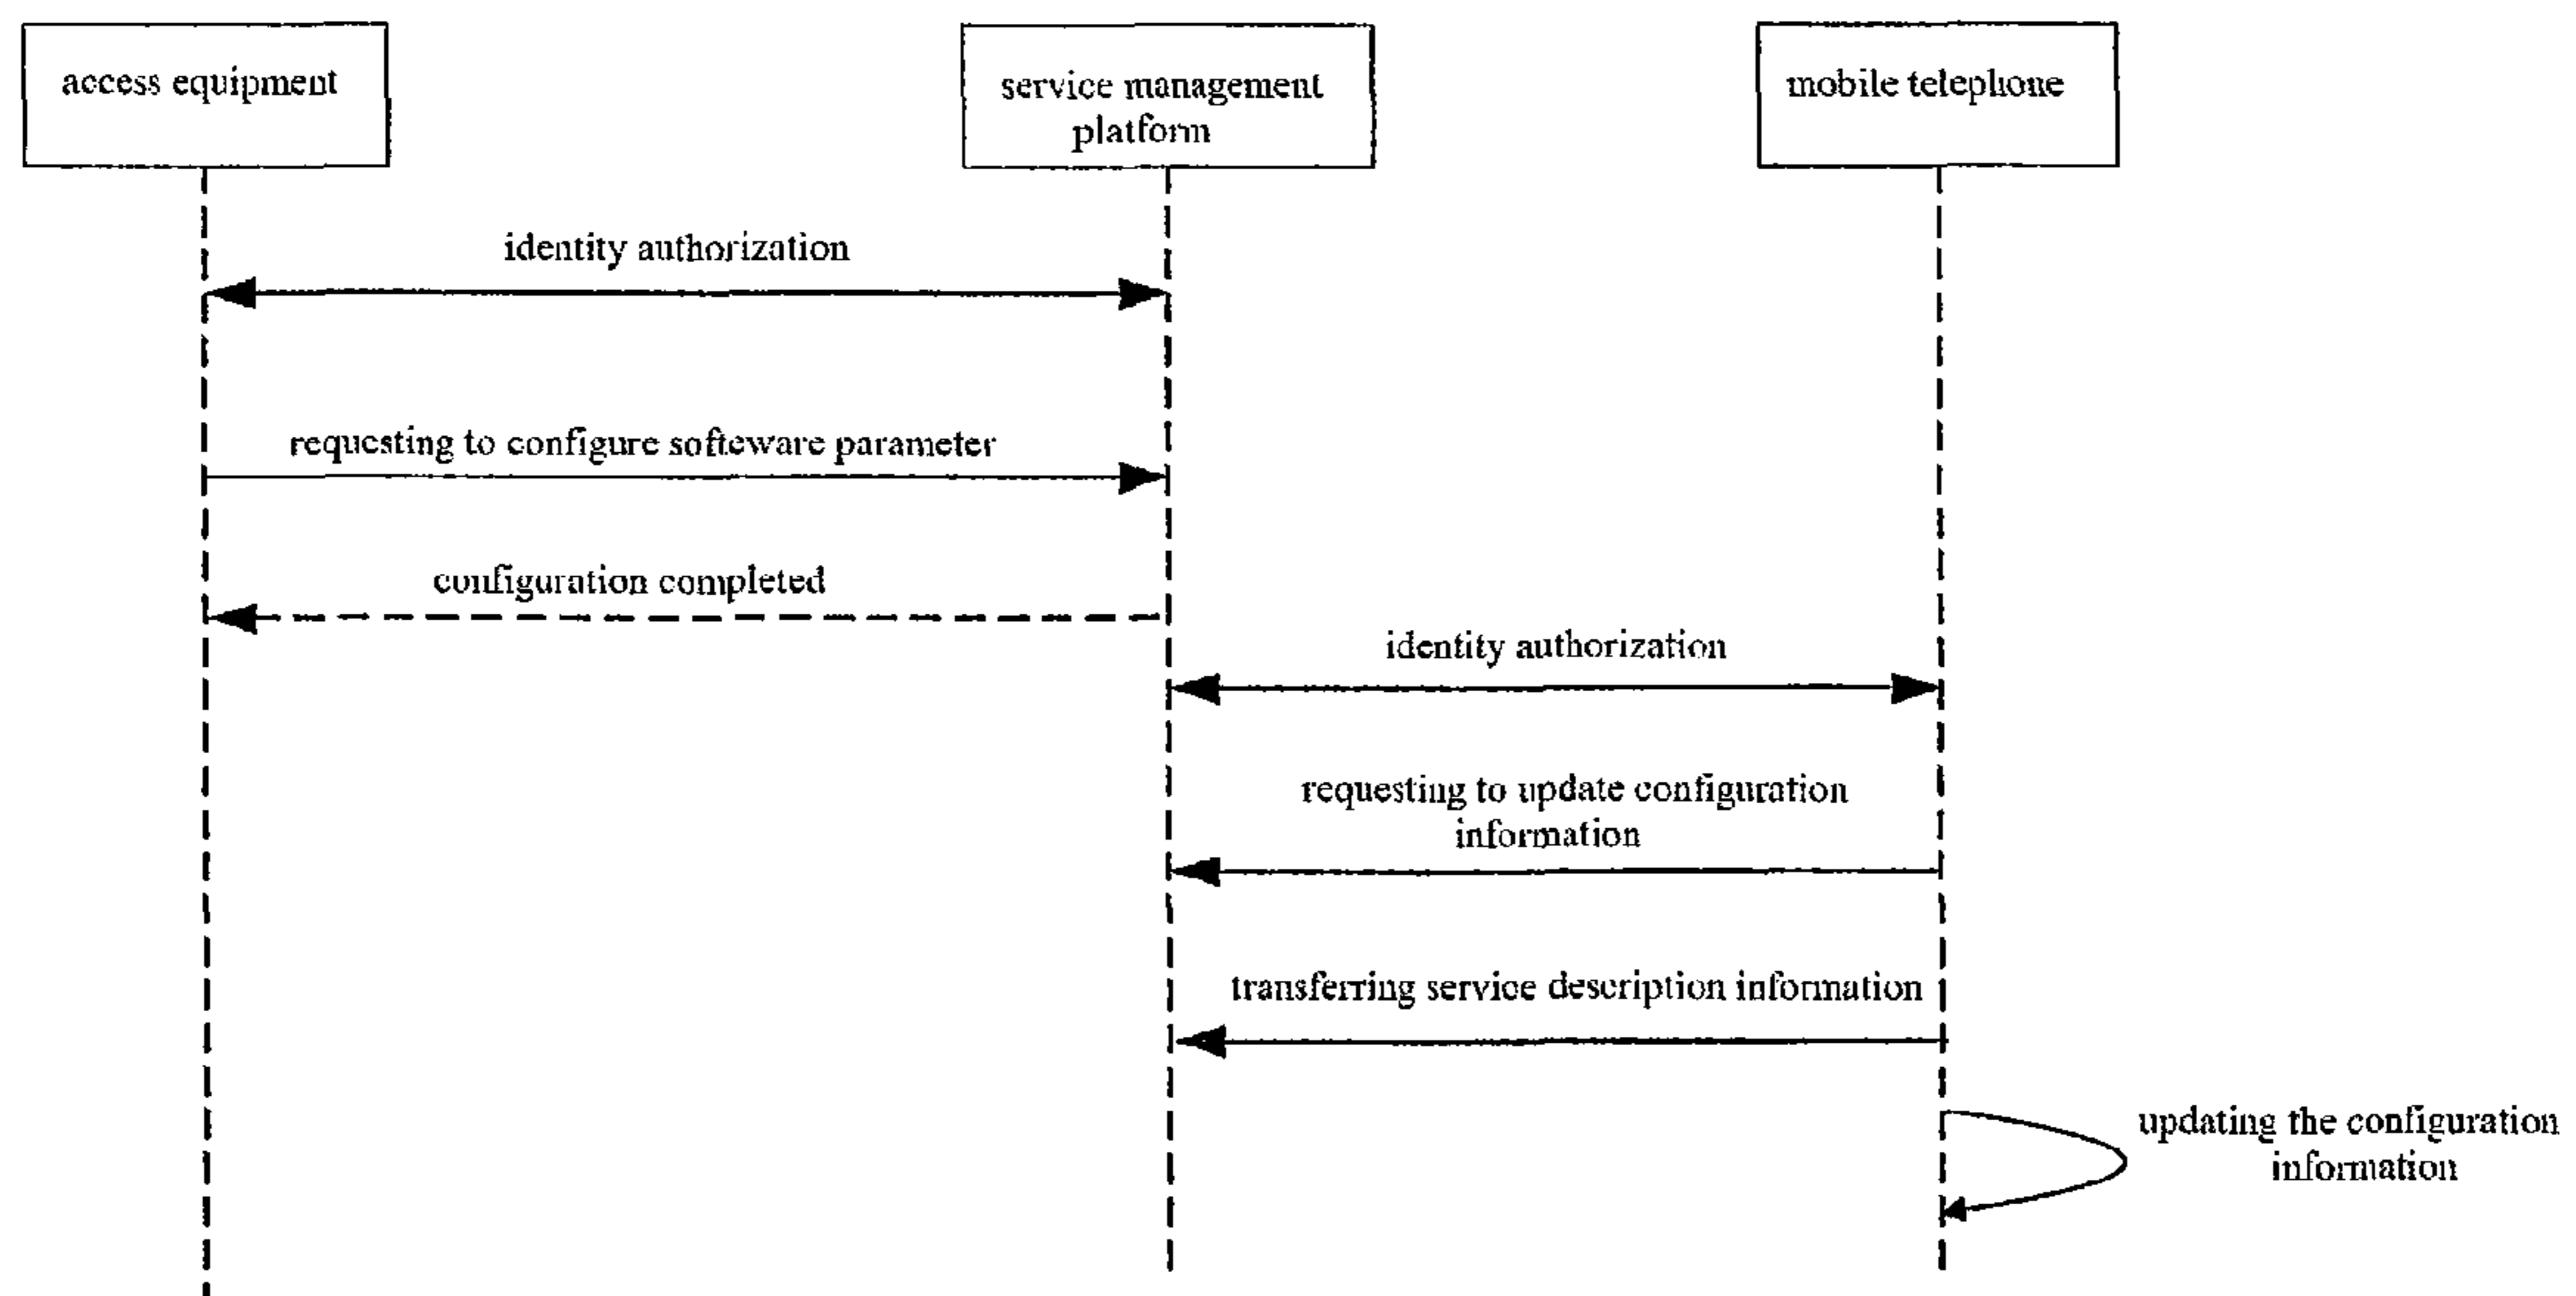 access equipment
service management
platform
mobile telephone
identity authorization
requesting to configure softeware parameter
configuration completed
identity authorization
requesting to update configuration
information
transferring service description information
updating the configuration
information